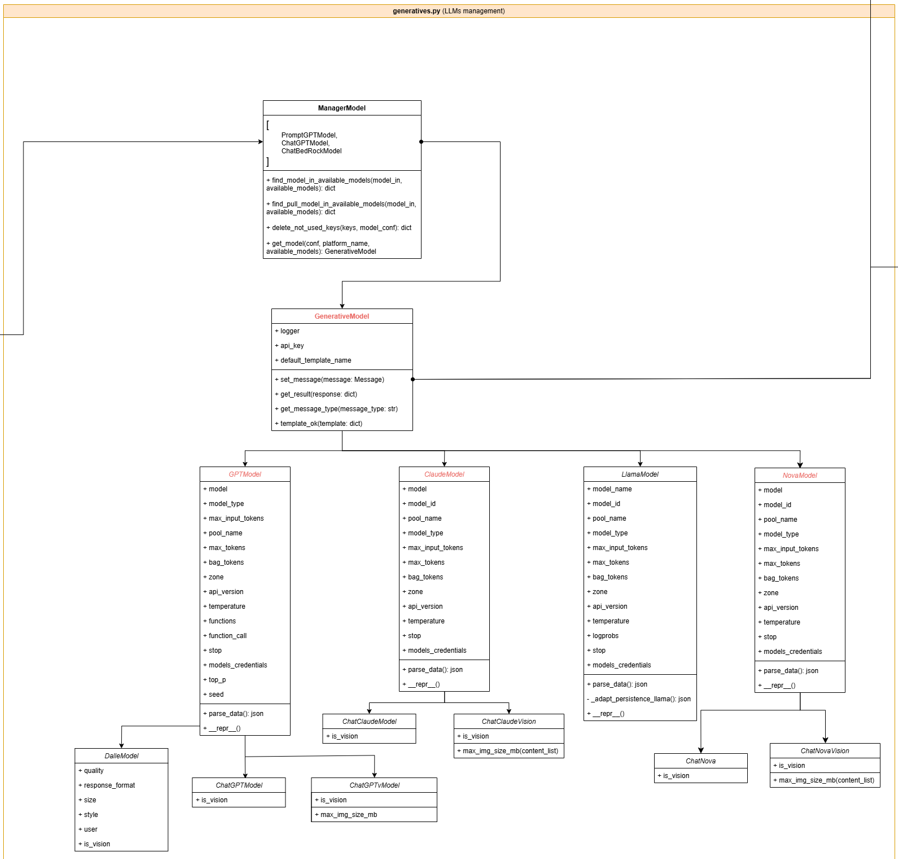 generatives.py (LLMs management)
ManagerModel
[
PromptGPTModel,
ChatGPTModel,
ChatBedRockModel
]
+ find_model_in_available_models(model_in,
available_models): dict
+ find_pull_model_in_available_models(model_in,
available_models): dict
+ delete_not_used_keys(keys, model_conf): dict
+ get_model(conf, platform_name,
available_models): GenerativeModel
GenerativeModel
+ logger
+ api_key
+ default_template_name
+ set_message(message: Message)
+ get_result(response: dict)
+ get_message_type(message_type: str)
+ template_ok(template: dict)
GPTModel
+ model
+ model_type
+ max_input_tokens
+ pool_name
+ max_tokens
+ bag_tokens
+ zone
+ api_version
+ temperature
+ functions
+ function_call
+ stop
+ models_credentials
+ top_p
+ seed
+ parse_data(): json
+ __repr__()
ClaudeModel
+ model
+ model_id
+ pool_name
+ model_type
+ max_input_tokens
+ max_tokens
+ bag_tokens
+ zone
+ api_version
+ temperature
+ stop
+ models_credentials
+ parse_data(): json
+ __repr__()
LlamaModel
+ model_name
+ model_id
+ pool_name
+ model_type
+ max_input_tokens
+ max_tokens
+ bag_tokens
+ zone
+ api_version
+ temperature
+ logprobs
+ stop
+ models_credentials
+ parse_data(): json
- _adapt_persistence_llama(): json
+ __repr__()
NovaModel
+ model
+ model_id
+ pool_name
+ model_type
+ max_input_tokens
+ max_tokens
+ bag_tokens
+ zone
+ api_version
+ temperature
+ stop
+ models_credentials
+ parse_data(): json
+ __repr__()
DalleModel
+ quality
+ response_format
+ size
+ style
+ user
+ is_vision
ChatGPTModel
+ is_vision
ChatGPTvModel
+ is_vision
+ max_img_size_mb
ChatClaudeModel
+ is_vision
ChatClaudeVision
+ is_vision
+ max_img_size_mb(content_list)
ChatNova
+ is_vision
ChatNovaVision
+ is_vision
+ max_img_size_mb(content_list)